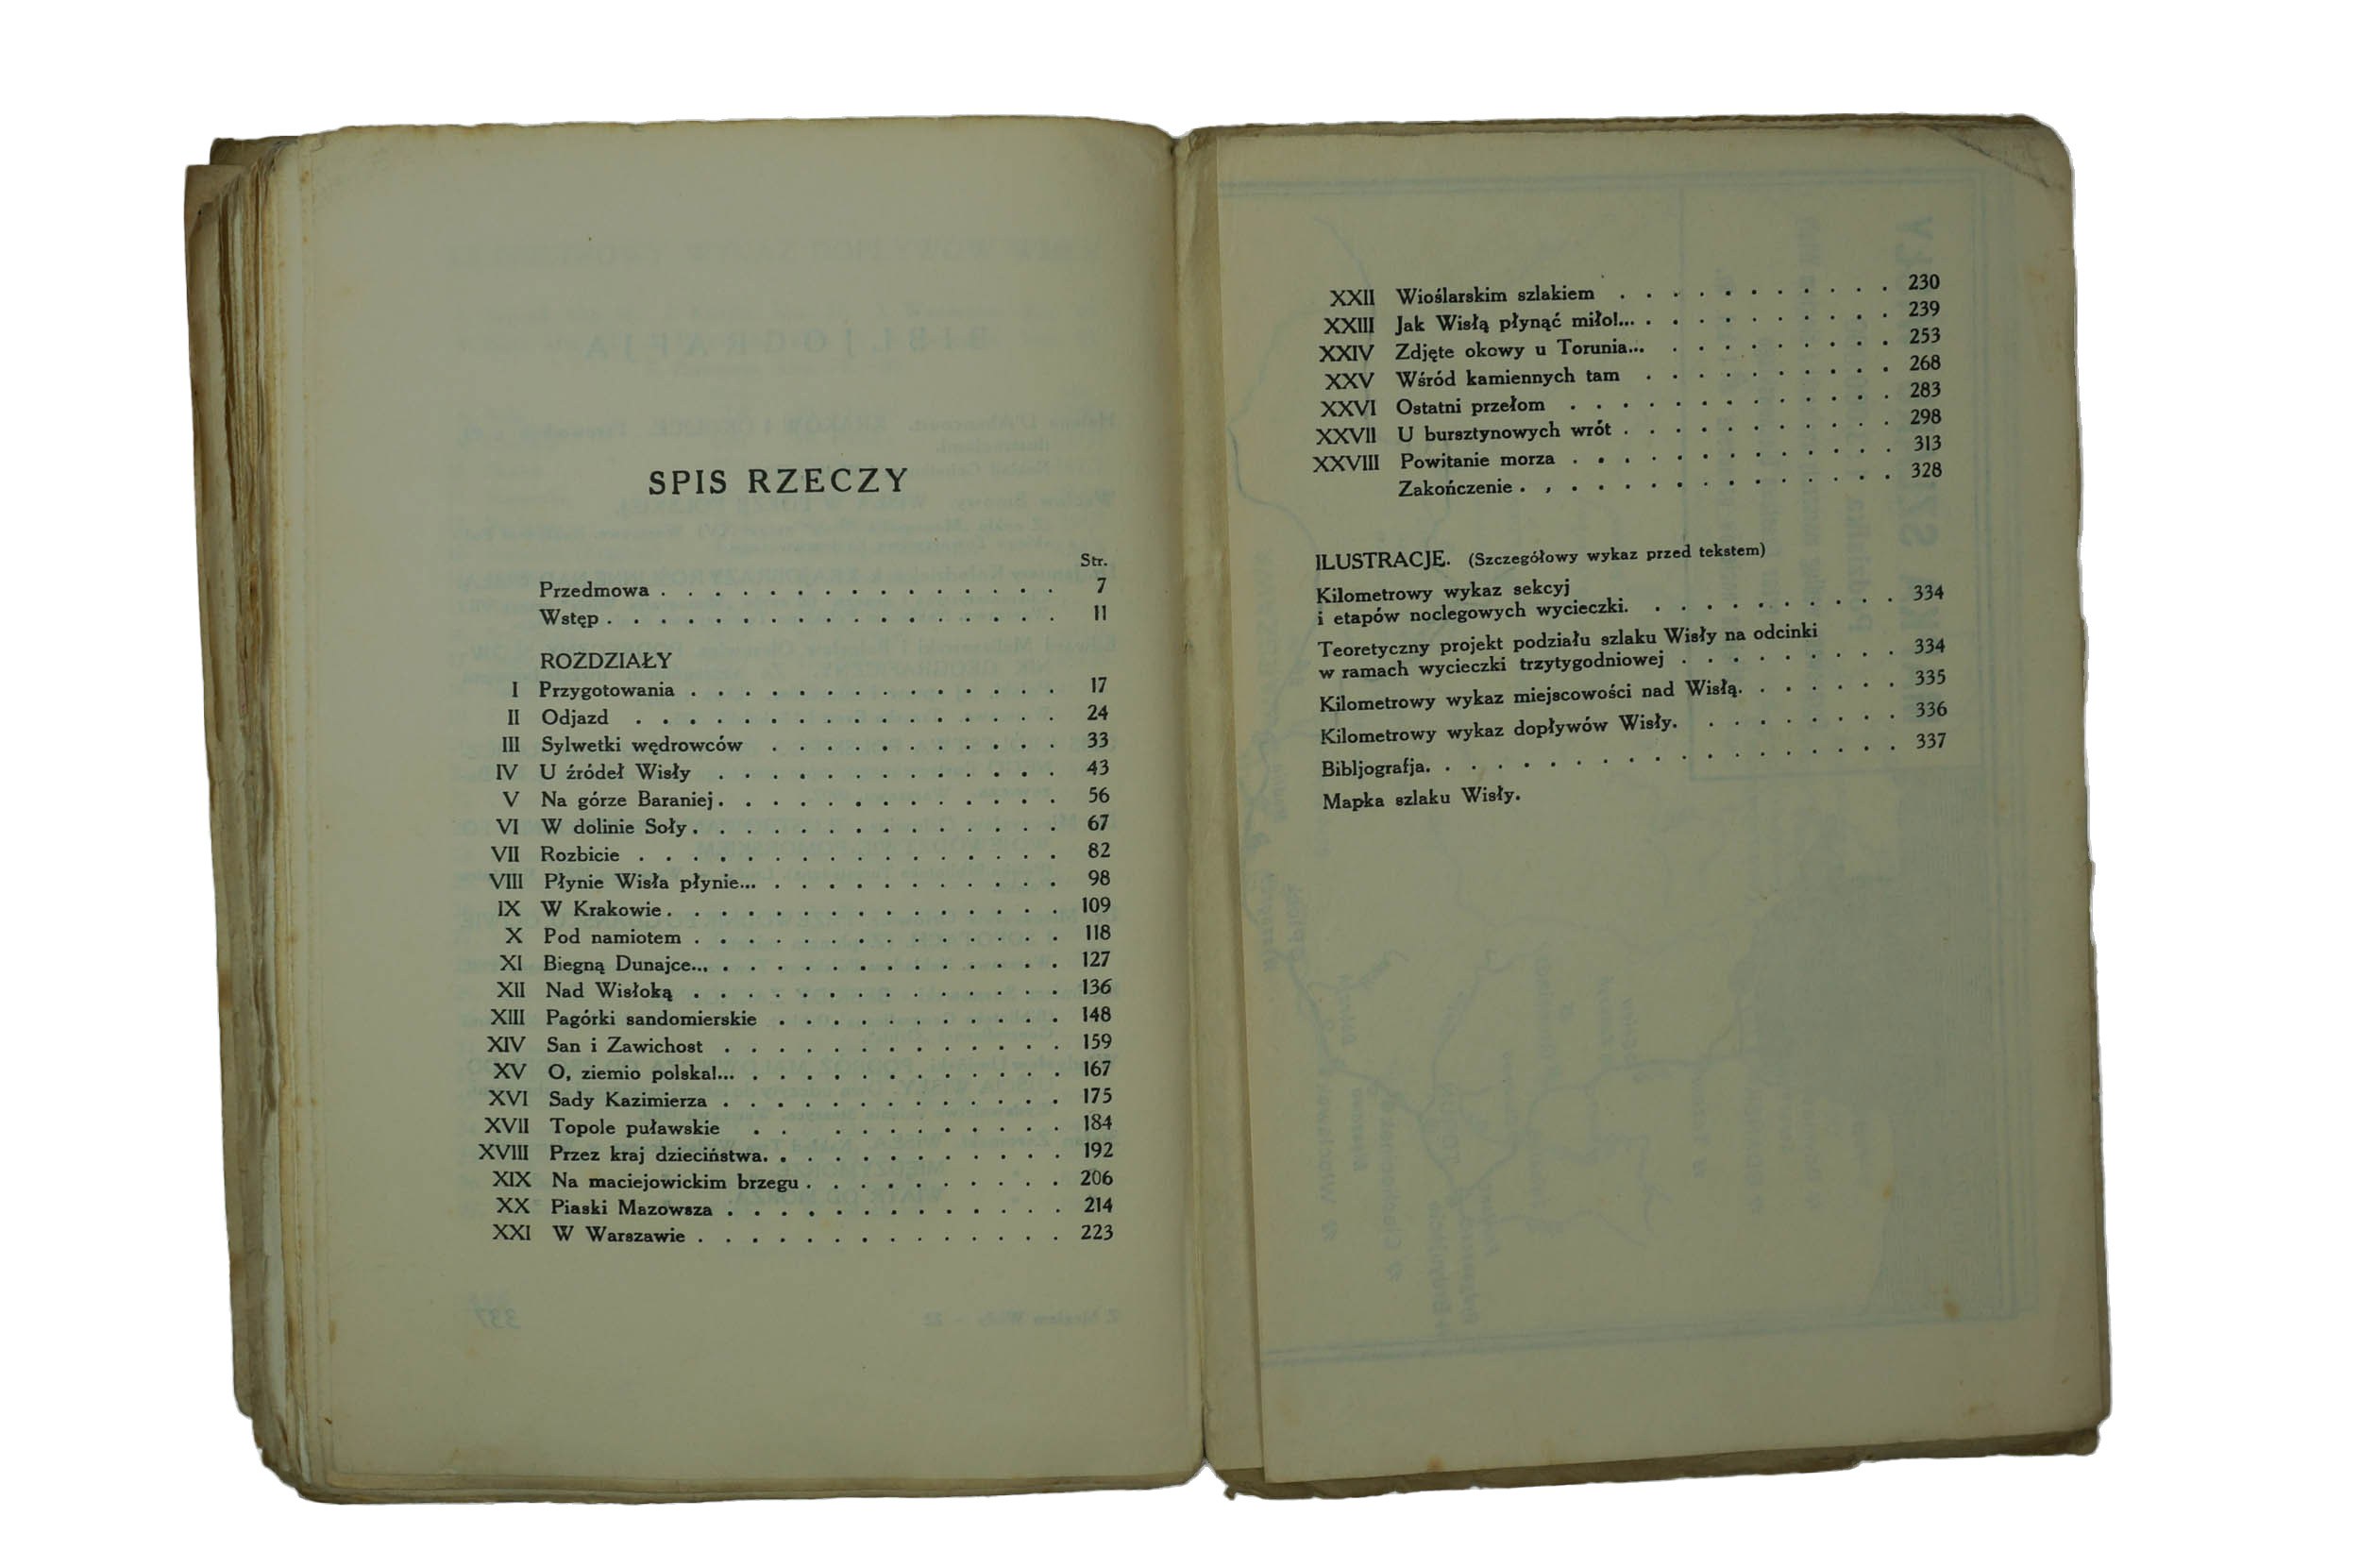 SPIS RZECZY
Str.
Przedmowa . . . . . . . . . . . . . . . 7
Wstęp . . . . . . . . . . . . . . . . . 11
ROZDZIAŁY
I Przygotowania . . . . . . . . . . . . . . 17
II Odjazd . . . . . . . . . . . . . . . . 24
III Sylwetki wędrowców . . . . . . . . . . . 33
IV U źródeł Wisły . . . . . . . . . . . . . 43
V Na górze Baraniej . . . . . . . . . . . . . 56
VI W dolinie Soły . . . . . . . . . . . . . . 67
VII Rozbicie . . . . . . . . . . . . . . . . 82
VIII Płynie Wisła płynie... . . . . . . . . . . . . 98
IX W Krakowie . . . . . . . . . . . . . . . 109
X Pod namiotem . . . . . . . . . . . . . . 118
XI Biegną Dunajce... . . . . . . . . . . . . . . 127
XII Nad Wisłoką . . . . . . . . . . . . . . 136
XIII Pagórki sandomierskie . . . . . . . . . . . 148
XIV San i Zawichost . . . . . . . . . . . . . 159
XV O, ziemio polska!... . . . . . . . . . . . . . 167
XVI Sady Kazimierza . . . . . . . . . . . . . 175
XVII Topole puławskie . . . . . . . . . . . 184
XVIII Przez kraj dzieciństwa . . . . . . . . . . . . 192
XIX Na maciejowickim brzegu . . . . . . . . . . 206
XX Piaski Mazowsza . . . . . . . . . . . . . 214
XXI W Warszawie . . . . . . . . . . . . . . 223
XXII Wioślarskim szlakiem . . . . . . . . . . . 230
XXIII Jak Wisłą płynąć miło!... . . . . . . . . . . 239
XXIV Zdjęte okowy u Torunia... . . . . . . . . . 253
XXV Wśród kamiennych tam . . . . . . . . . . 268
XXVI Ostatni przełom . . . . . . . . . . . . . 283
XXVII U bursztynowych wrót . . . . . . . . . . . 298
XXVIII Powitanie morza . . . . . . . . . . . . . 313
Zakończenie . . . . . . . . . . . . . . . 328
ILUSTRACJE. (Szczegółowy wykaz przed tekstem)
Kilometrowy wykaz sekcyj
i etapów noclegowych wycieczki. . . . . . . . . . . 334
Teoretyczny projekt podziału szlaku Wisły na odcinki
w ramach wycieczki trzytygodniowej . . . . . . . . . 334
Kilometrowy wykaz miejscowości nad Wisłą. . . . . . . 335
Kilometrowy wykaz dopływów Wisły. . . . . . . . . 336
Bibljografja. . . . . . . . . . . . . . . . . . . 337
Mapka szlaku Wisły.